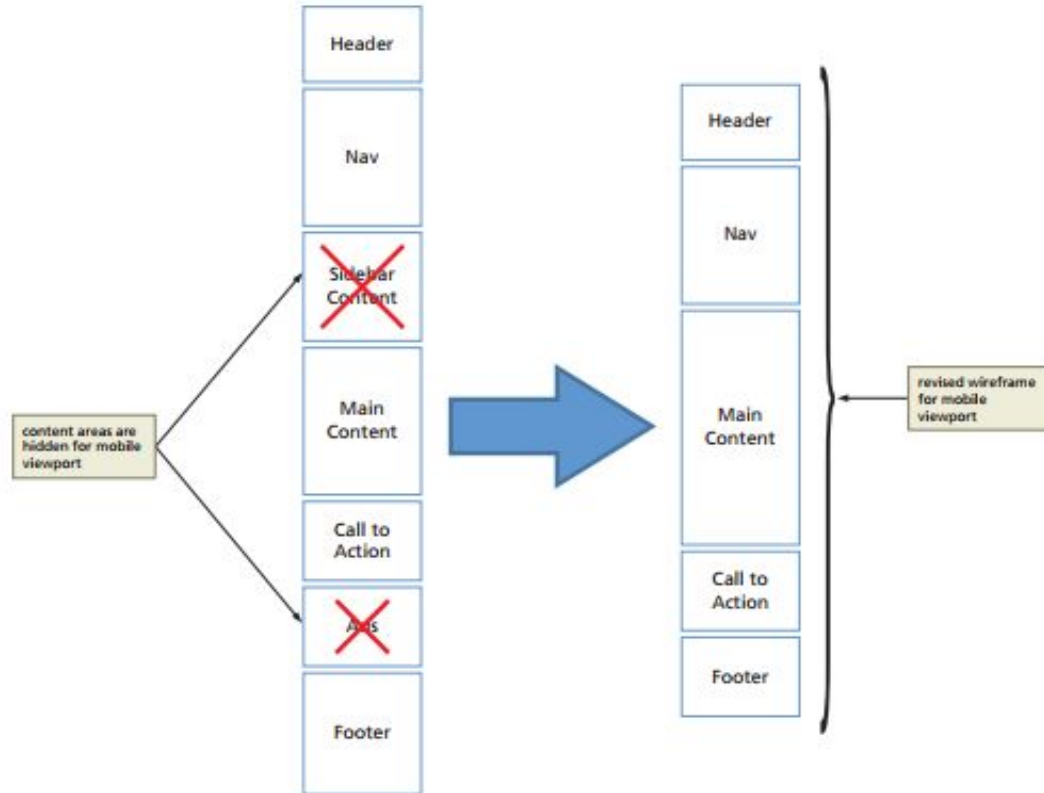 Header
Nav
Sidebar
Content
Main
Content
Call to
Action
Ads
Footer
content areas are
hidden for mobile
viewport
Header
Nav
Main
Content
Call to
Action
Footer
revised wireframe
for mobile
viewport